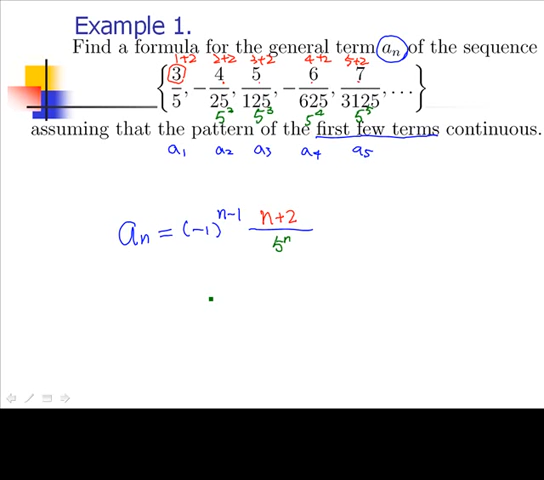 Example 1.
Find a formula for the general term aₙ of the sequence
1+2 2+2 3+2 4+2 5+2
{3/5, −4/25, 5/125, −6/625, 7/3125, ...}
5² 5³ 5⁴ 5⁵
assuming that the pattern of the first few terms continuous.
a₁ a₂ a₃ a₄ a₅
aₙ = (−1)ⁿ⁻¹ (n+2)/5ⁿ